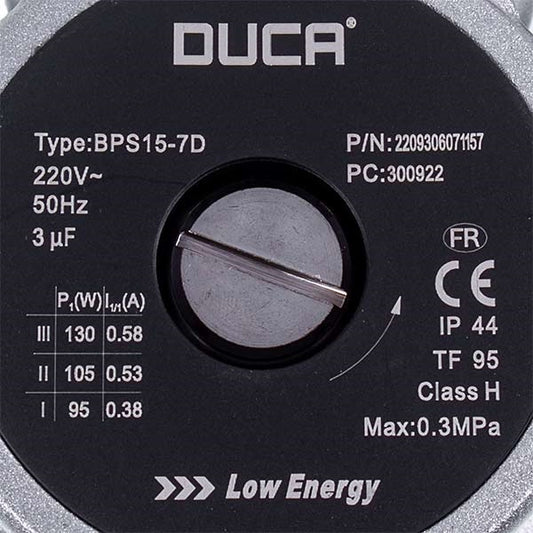 DUCA®
Type:BPS15-7D
220V~
50Hz
3 µF
P/N:2209306071157
PC:300922
P₁(W) I₁/₁(A)
III 130 0.58
II 105 0.53
I 95 0.38
FR
CE
IP 44
TF 95
Class H
Max:0.3MPa
>>> Low Energy